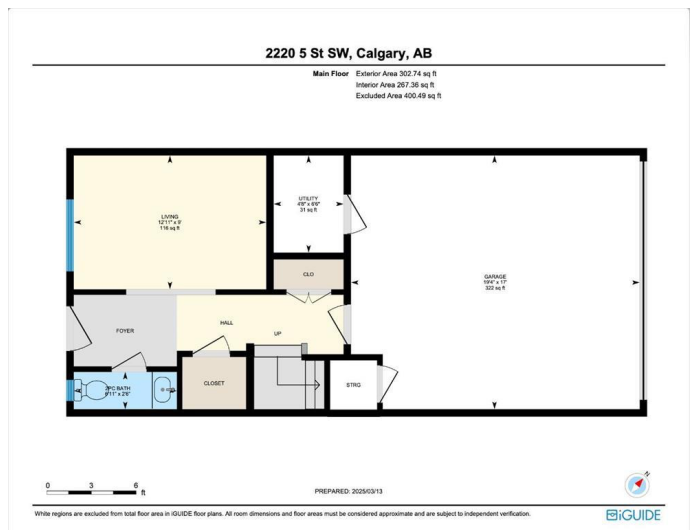 2220 5 St SW, Calgary, AB
Main Floor Exterior Area 302.74 sq ft
Interior Area 267.36 sq ft
Excluded Area 400.49 sq ft
LIVING
12'11" x 9'
116 sq ft
UTILITY
4'8" x 6'8"
31 sq ft
CLO
GARAGE
19'4" x 17'
322 sq ft
FOYER
HALL
UP
2PC BATH
6'11" x 2'6"
CLOSET
STRG
0 3 6 ft
PREPARED: 2025/03/13
N
White regions are excluded from total floor area in iGUIDE floor plans. All room dimensions and floor areas must be considered approximate and are subject to independent verification.
iGUIDE